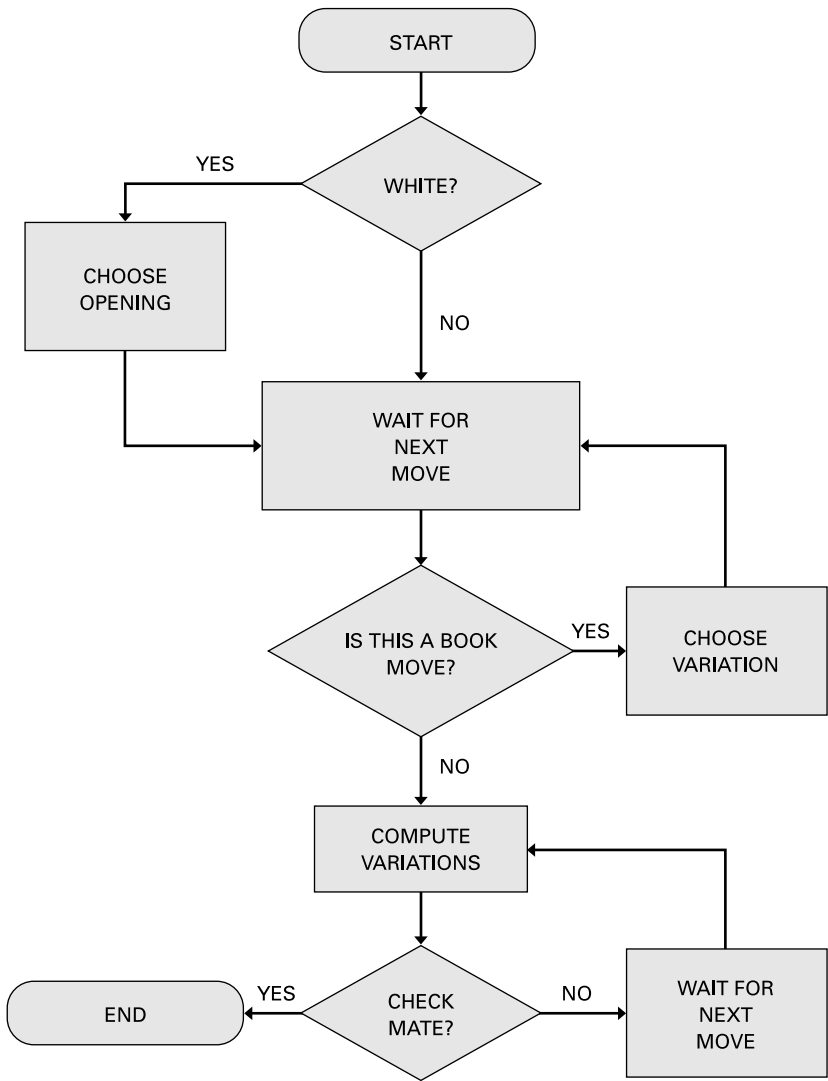 START
YES
WHITE?
CHOOSE
OPENING
NO
WAIT FOR
NEXT
MOVE
IS THIS A BOOK
MOVE?
YES
CHOOSE
VARIATION
NO
COMPUTE
VARIATIONS
END
YES
CHECK
MATE?
NO
WAIT FOR
NEXT
MOVE